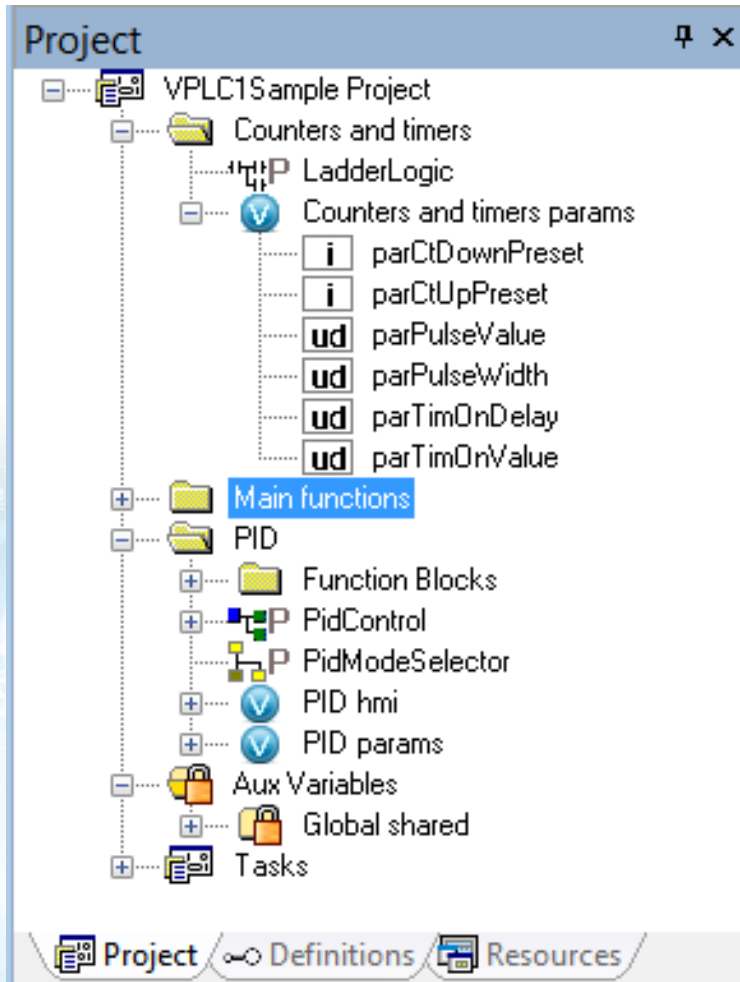 Project
VPLC1Sample Project
Counters and timers
P LadderLogic
V Counters and timers params
i parCtDownPreset
i parCtUpPreset
ud parPulseValue
ud parPulseWidth
ud parTimOnDelay
ud parTimOnValue
Main functions
PID
Function Blocks
P PidControl
P PidModeSelector
V PID hmi
V PID params
Aux Variables
Global shared
Tasks
Project Definitions Resources